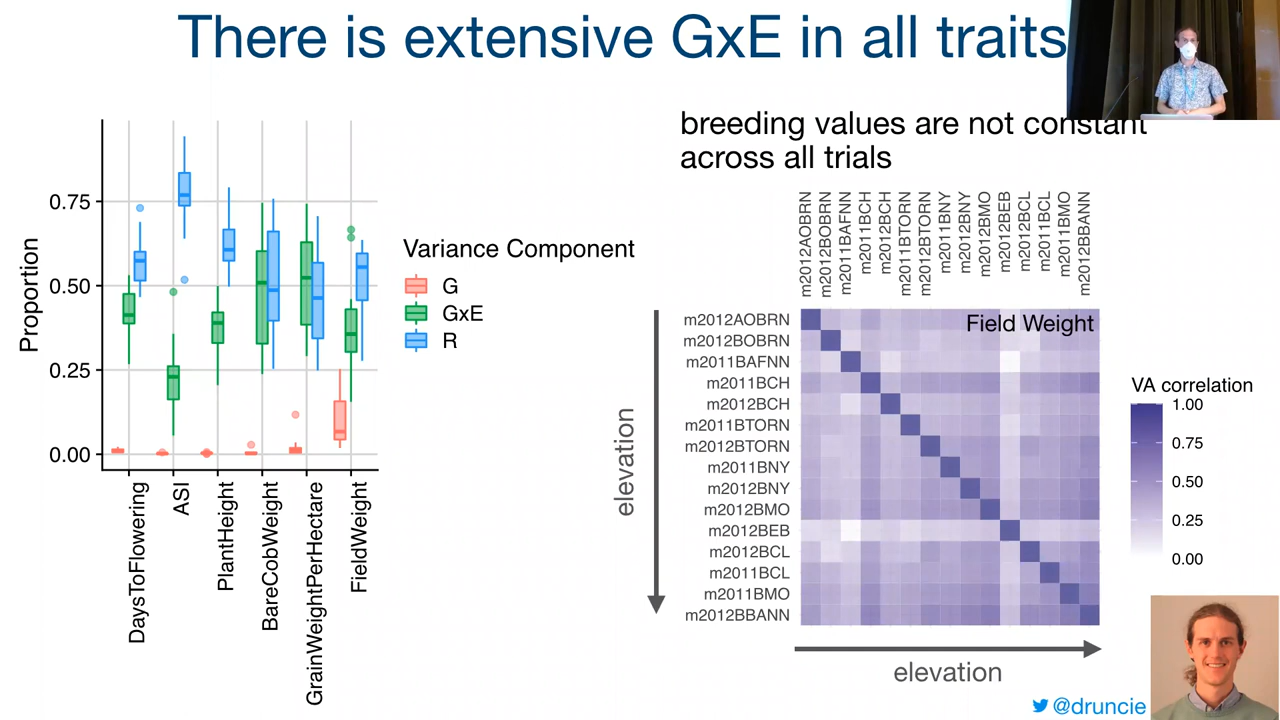 There is extensive GxE in all traits
breeding values are not constant
across all trials
Proportion
0.75
0.50
0.25
0.00
DaysToFlowering
ASI
PlantHeight
BareCobWeight
GrainWeightPerHectare
FieldWeight
Variance Component
G
GxE
R
m2012AOBRN
m2012BOBRN
m2011BAFNN
m2011BCH
m2012BCH
m2011BTORN
m2012BTORN
m2011BNY
m2012BNY
m2012BMO
m2012BEB
m2012BCL
m2011BCL
m2011BMO
m2012BBANN
Field Weight
m2012AOBRN
m2012BOBRN
m2011BAFNN
m2011BCH
m2012BCH
m2011BTORN
m2012BTORN
m2011BNY
m2012BNY
m2012BMO
m2012BEB
m2012BCL
m2011BCL
m2011BMO
m2012BBANN
elevation
elevation
VA correlation
1.00
0.75
0.50
0.25
0.00
@druncie